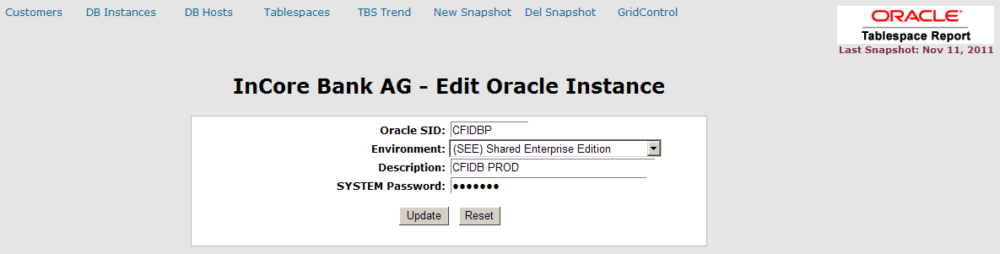 Customers DB Instances DB Hosts Tablespaces TBS Trend New Snapshot Del Snapshot GridControl
ORACLE
Tablespace Report
Last Snapshot: Nov 11, 2011
InCore Bank AG - Edit Oracle Instance
Oracle SID: CFIDBP
Environment: (SEE) Shared Enterprise Edition
Description: CFIDB PROD
SYSTEM Password: •••••••
Update Reset